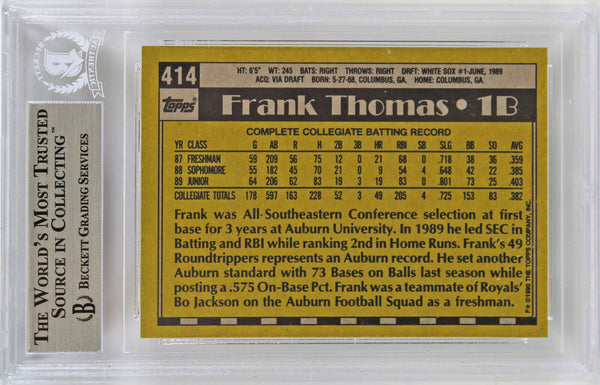 BECKETT
AUTHENTIC
B
THE WORLD'S MOST TRUSTED
SOURCE IN COLLECTING™
B BECKETT GRADING SERVICES
414 HT: 6'5" WT: 245 BATS: RIGHT THROWS: RIGHT DRFT: WHITE SOX #1-JUNE, 1989
ACQ: VIA DRAFT BORN: 5-27-68, COLUMBUS, GA. HOME: COLUMBUS, GA.
Topps Frank Thomas • 1B
COMPLETE COLLEGIATE BATTING RECORD
YR CLASS G AB R H 2B 3B HR RBI SB SLG BB SO AVG
87 FRESHMAN 59 209 56 75 12 0 21 68 0 .718 38 36 .359
88 SOPHOMORE 55 182 45 70 21 0 9 54 4 .648 42 22 .385
89 JUNIOR 64 206 62 83 19 3 19 83 0 .801 73 25 .403
COLLEGIATE TOTALS 178 597 163 228 52 3 49 205 4 .725 153 83 .382
Frank was All-Southeastern Conference selection at first
base for 3 years at Auburn University. In 1989 he led SEC in
Batting and RBI while ranking 2nd in Home Runs. Frank's 49
Roundtrippers represents an Auburn record. He set another
Auburn standard with 73 Bases on Balls last season while
posting a .575 On-Base Pct. Frank was a teammate of Royals'
Bo Jackson on the Auburn Football Squad as a freshman.
F★ ©1990 THE TOPPS COMPANY, INC.